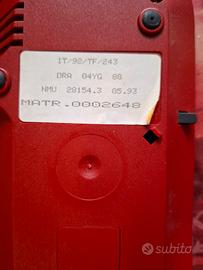 IT/92/TF/243
DRA 04YG 88
HMU 28154.3 05.93
MATR.0002648
subito